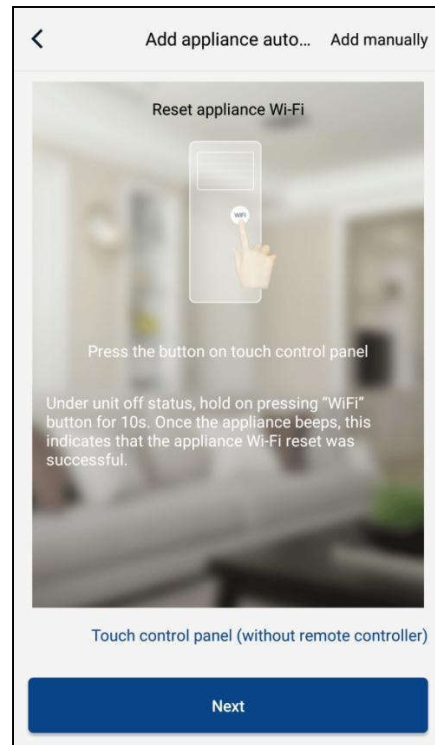 Add appliance auto... Add manually
Reset appliance Wi-Fi
WiFi
Press the button on touch control panel
Under unit off status, hold on pressing "WiFi"
button for 10s. Once the appliance beeps, this
indicates that the appliance Wi-Fi reset was
successful.
Touch control panel (without remote controller)
Next